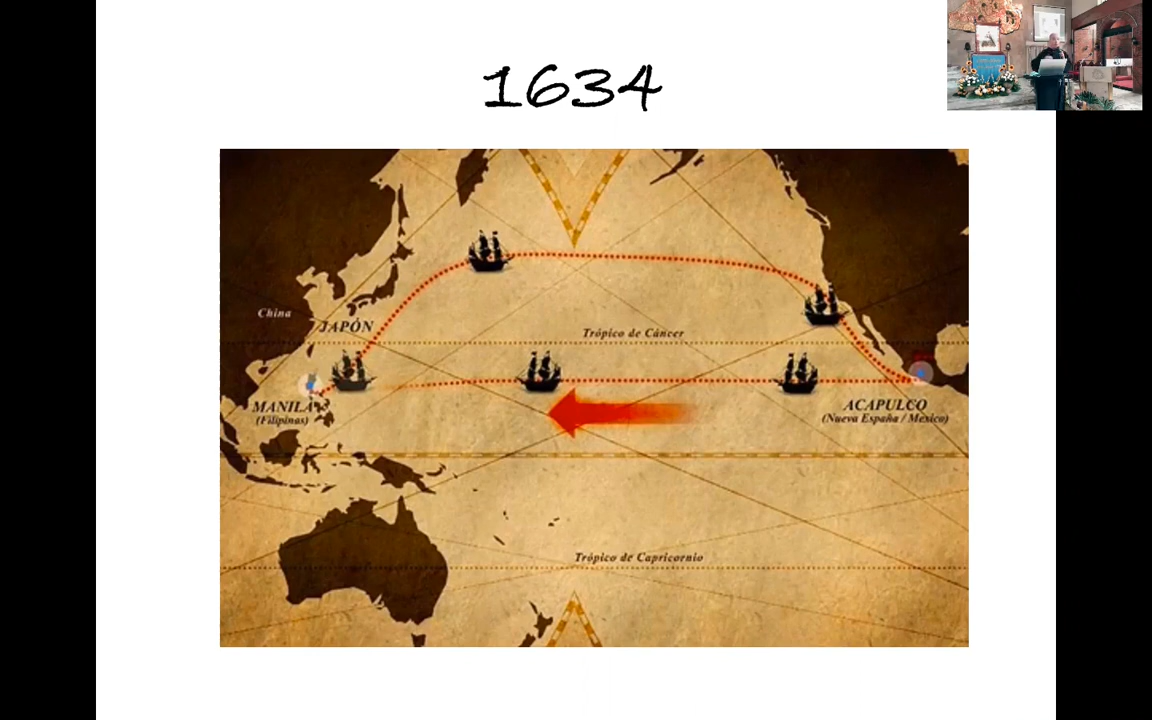 1634
Trópico de Cáncer
China
JAPÓN
MANILA
(Filipinas)
ACAPULCO
(Nueva España / México)
Trópico de Capricornio